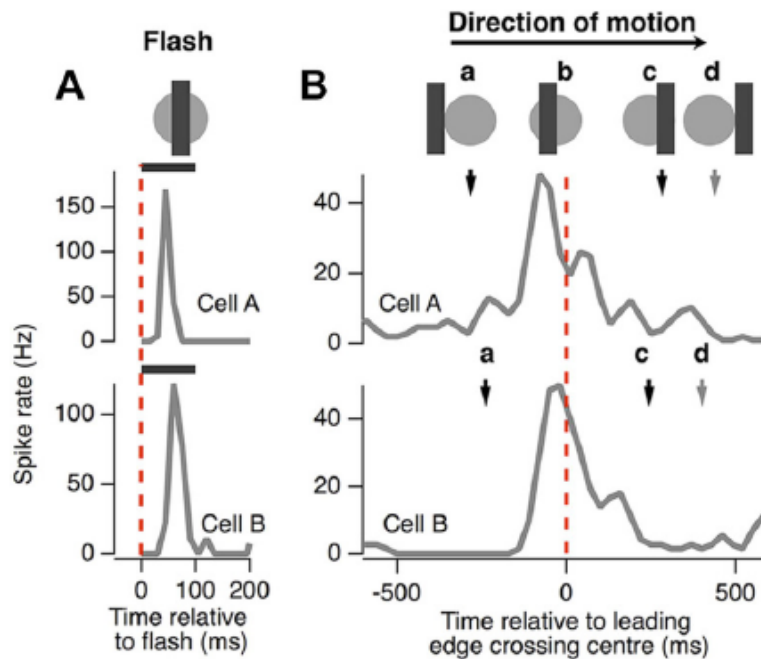 Flash
Direction of motion
A
B
a
b
c
d
150
100
50
0
Cell A
40
20
0
Cell A
Spike rate (Hz)
a
c
d
100
50
0
Cell B
40
20
0
Cell B
0
100
200
-500
0
500
Time relative
to flash (ms)
Time relative to leading
edge crossing centre (ms)